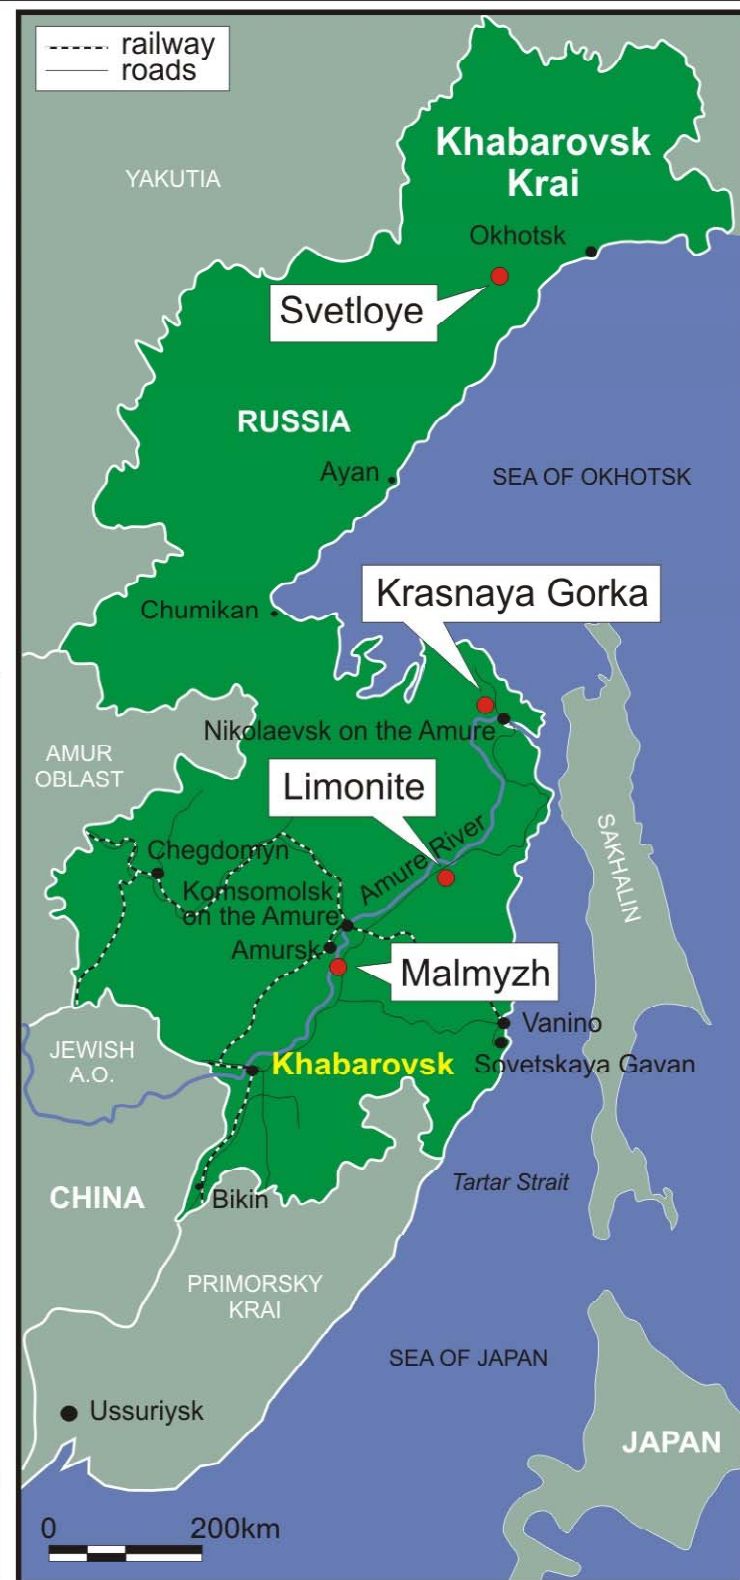 railway
roads
Khabarovsk
Krai
YAKUTIA
Okhotsk
Svetloye
RUSSIA
Ayan
SEA OF OKHOTSK
Krasnaya Gorka
Chumikan
Nikolaevsk on the Amure
AMUR
OBLAST
Limonite
SAKHALIN
Chegdomyn
Amure River
Komsomolsk
on the Amure
Amursk
Malmyzh
Vanino
JEWISH
A.O.
Khabarovsk
Sovetskaya Gavan
Tartar Strait
CHINA
Bikin
PRIMORSKY
KRAI
SEA OF JAPAN
Ussuriysk
JAPAN
0 200km